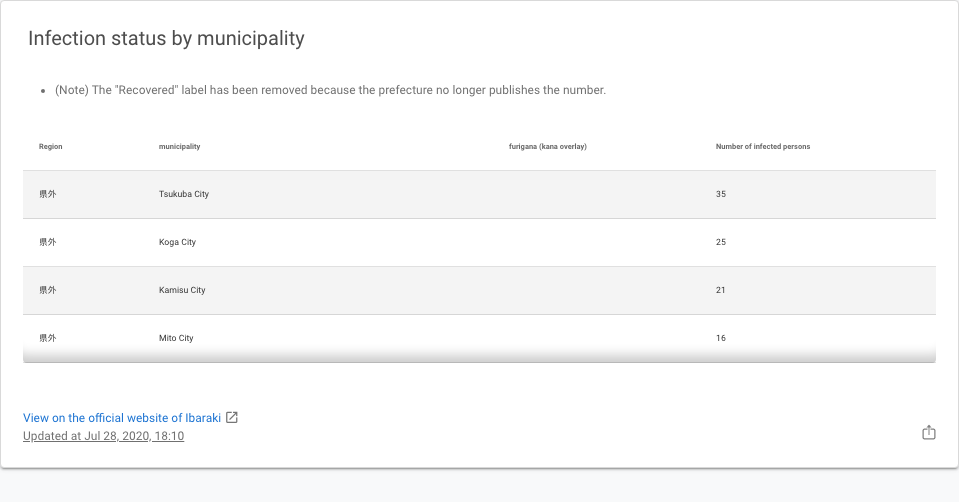 Infection status by municipality
(Note) The "Recovered" label has been removed because the prefecture no longer publishes the number.
Region municipality furigana (kana overlay) Number of infected persons
県外 Tsukuba City 35
県外 Koga City 25
県外 Kamisu City 21
県外 Mito City 16
View on the official website of Ibaraki
Updated at Jul 28, 2020, 18:10